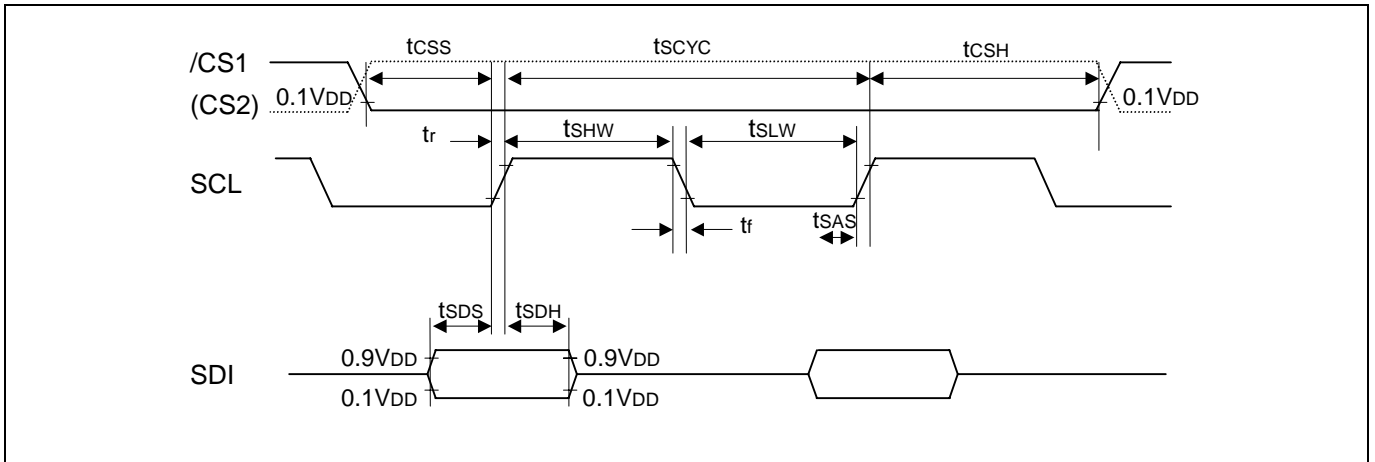 tCSS tSCYC tCSH
/CS1
(CS2) 0.1VDD 0.1VDD
tr tSHW tSLW
SCL
tf tSAS
tSDS tSDH
0.9VDD 0.9VDD
SDI
0.1VDD 0.1VDD